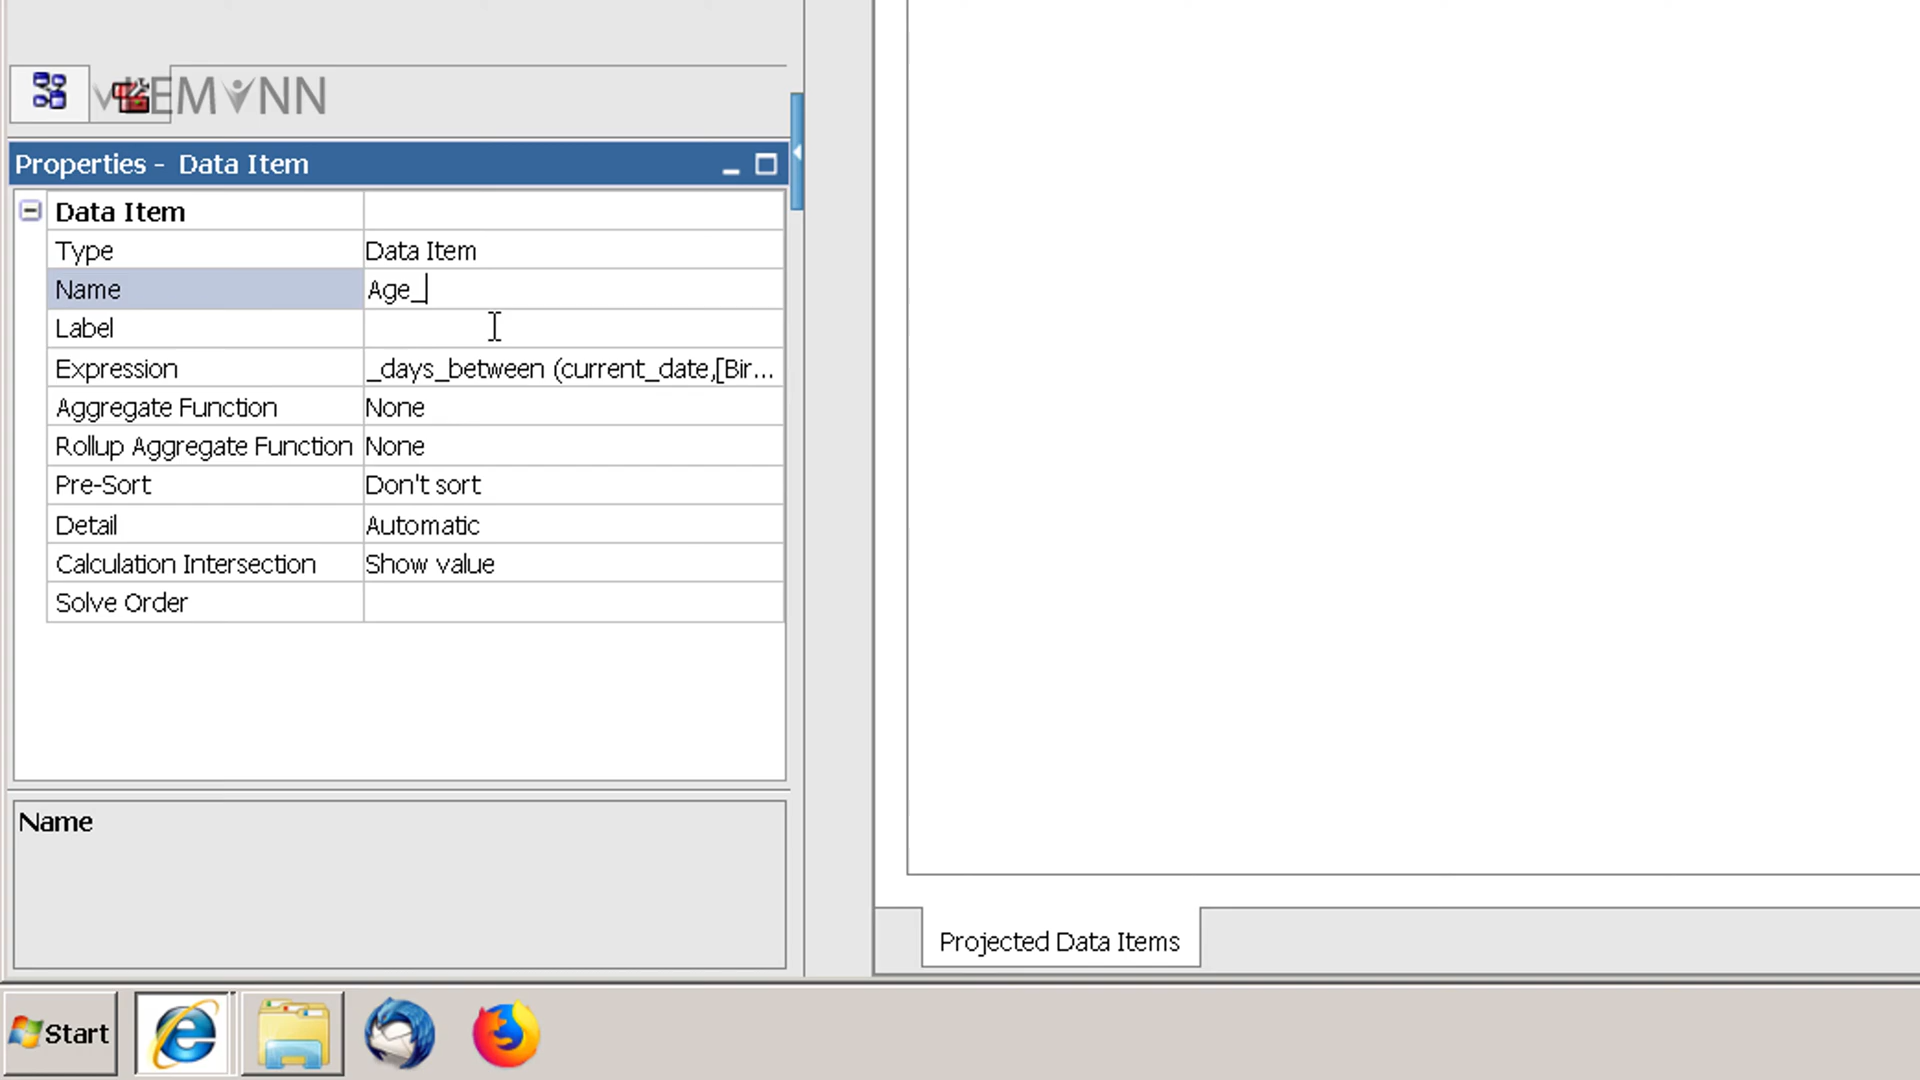 VIEMANN
Properties - Data Item
Data Item
Type Data Item
Name Age_
Label
Expression _days_between (current_date,[Bir...
Aggregate Function None
Rollup Aggregate Function None
Pre-Sort Don't sort
Detail Automatic
Calculation Intersection Show value
Solve Order
Name
Projected Data Items
Start